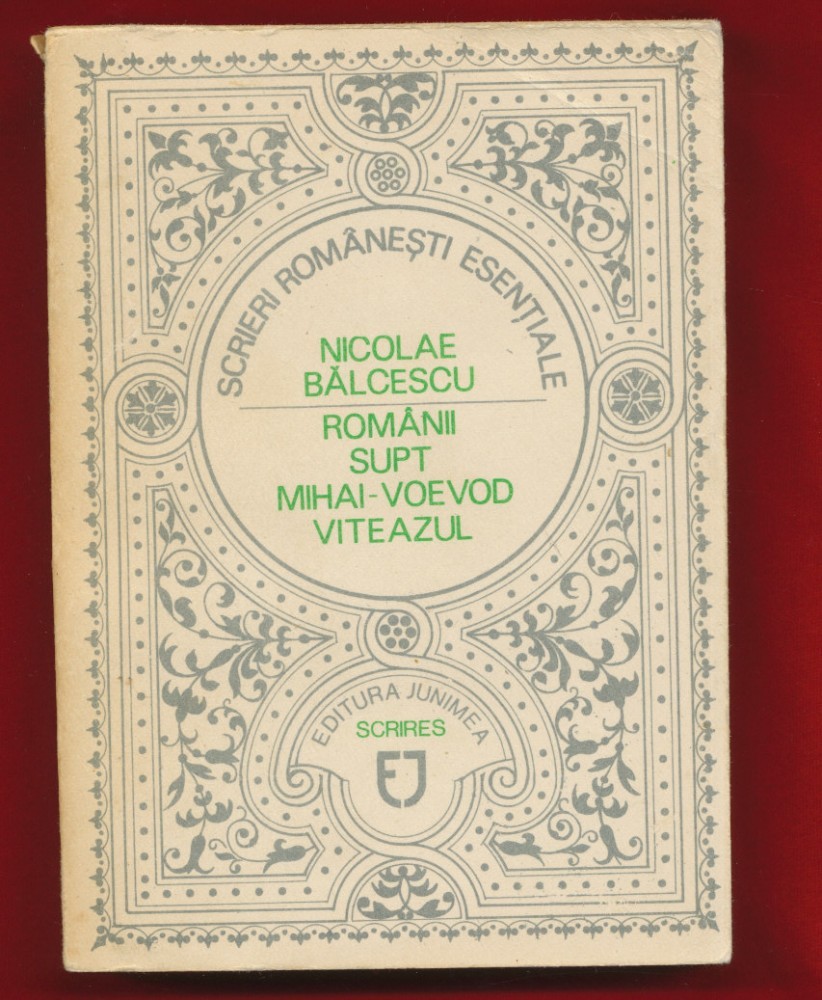 SCRIERI ROMÂNEȘTI ESENȚIALE
NICOLAE
BĂLCESCU
ROMÂNII
SUPT
MIHAI-VOEVOD
VITEAZUL
EDITURA JUNIMEA
SCRIRES
EJ